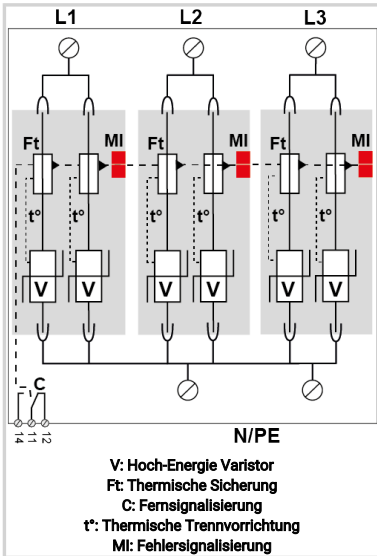 L1 L2 L3
Ft MI Ft MI Ft MI
t° t° t° t° t° t°
V V V V V V
C
14 11 12
N/PE
V: Hoch-Energie Varistor
Ft: Thermische Sicherung
C: Fernsignalisierung
t°: Thermische Trennvorrichtung
MI: Fehlersignalisierung